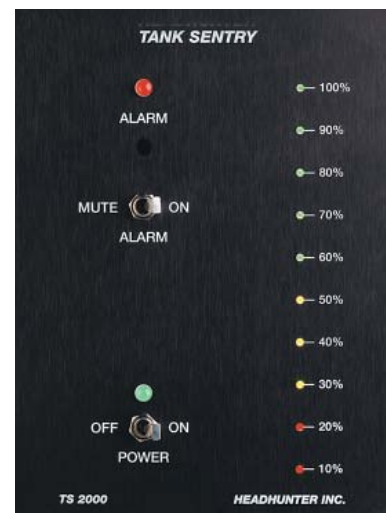 TANK SENTRY
ALARM
MUTE ON
ALARM
OFF ON
POWER
100%
90%
80%
70%
60%
50%
40%
30%
20%
10%
TS 2000 HEADHUNTER INC.